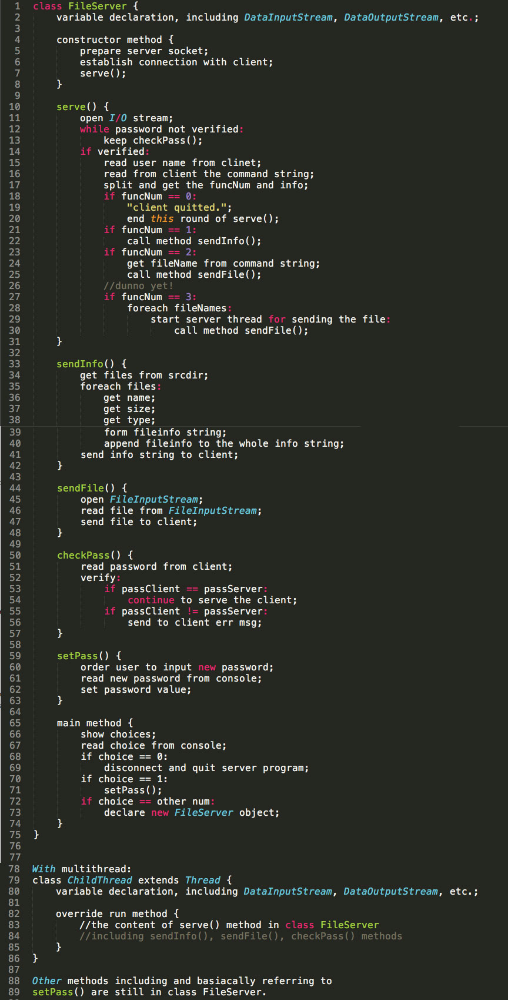 1 class FileServer {
2 variable declaration, including DataInputStream, DataOutputStream, etc.;
3
4 constructor method {
5 prepare server socket;
6 establish connection with client;
7 serve();
8 }
9
10 serve() {
11 open I/O stream;
12 while password not verified:
13 keep checkPass();
14 if verified:
15 read user name from clinet;
16 read from client the command string;
17 split and get the funcNum and info;
18 if funcNum == 0:
19 "client quitted.";
20 end this round of serve();
21 if funcNum == 1:
22 call method sendInfo();
23 if funcNum == 2:
24 get fileName from command string;
25 call method sendFile();
26 //dunno yet!
27 if funcNum == 3:
28 foreach fileNames:
29 start server thread for sending the file:
30 call method sendFile();
31 }
32
33 sendInfo() {
34 get files from srcdir;
35 foreach files:
36 get name;
37 get size;
38 get type;
39 form fileinfo string;
40 append fileinfo to the whole info string;
41 send info string to client;
42 }
43
44 sendFile() {
45 open FileInputStream;
46 read file from FileInputStream;
47 send file to client;
48 }
49
50 checkPass() {
51 read password from client;
52 verify:
53 if passClient == passServer:
54 continue to serve the client;
55 if passClient != passServer:
56 send to client err msg;
57 }
58
59 setPass() {
60 order user to input new password;
61 read new password from console;
62 set password value;
63 }
64
65 main method {
66 show choices;
67 read choice from console;
68 if choice == 0:
69 disconnect and quit server program;
70 if choice == 1:
71 setPass();
72 if choice == other num:
73 declare new FileServer object;
74 }
75 }
76
77
78 With multithread:
79 class ChildThread extends Thread {
80 variable declaration, including DataInputStream, DataOutputStream, etc.;
81
82 override run method {
83 //the content of serve() method in class FileServer
84 //including sendInfo(), sendFile(), checkPass() methods
85 }
86 }
87
88 Other methods including and basiacally referring to
89 setPass() are still in class FileServer.